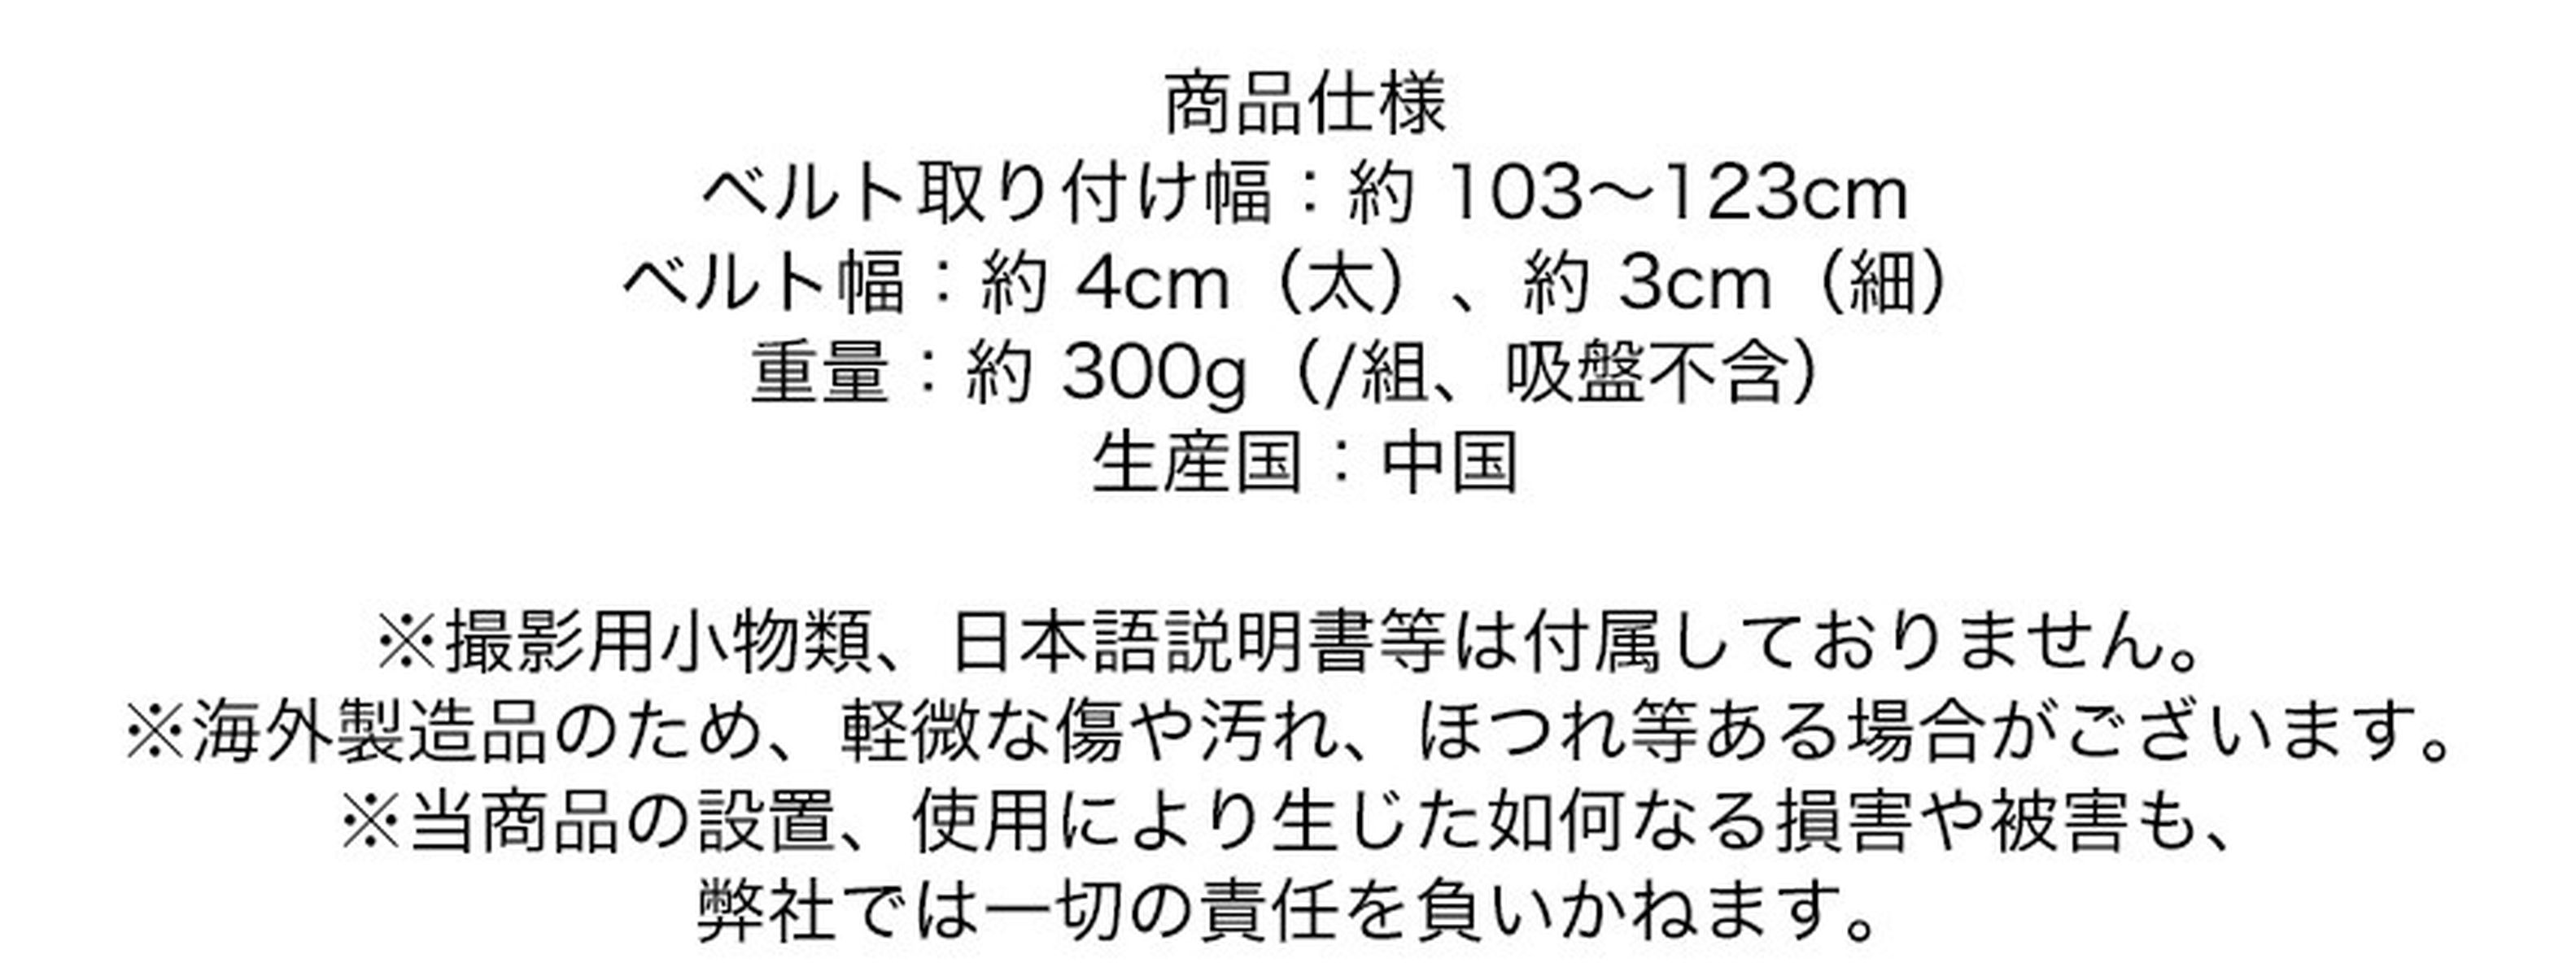 商品仕様
ベルト取り付け幅：約 103〜123cm
ベルト幅：約 4cm（太）、約 3cm（細）
重量：約 300g（/組、吸盤不含）
生産国：中国
※撮影用小物類、日本語説明書等は付属しておりません。
※海外製造品のため、軽微な傷や汚れ、ほつれ等ある場合がございます。
※当商品の設置、使用により生じた如何なる損害や被害も、
弊社では一切の責任を負いかねます。